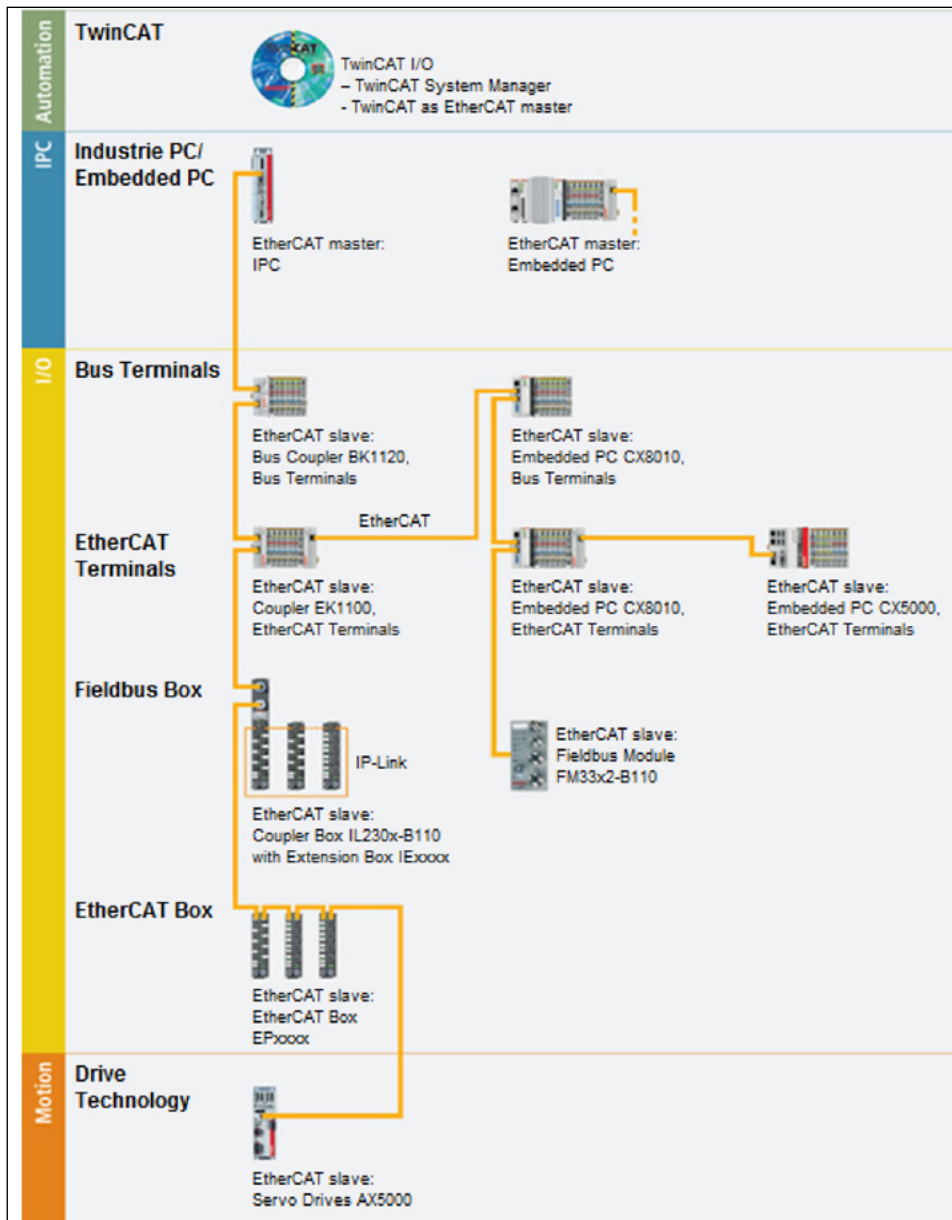 Automation
TwinCAT
TwinCAT
TwinCAT I/O
– TwinCAT System Manager
- TwinCAT as EtherCAT master
IPC
Industrie PC/
Embedded PC
EtherCAT master:
IPC
EtherCAT master:
Embedded PC
I/O
Bus Terminals
EtherCAT slave:
Bus Coupler BK1120,
Bus Terminals
EtherCAT slave:
Embedded PC CX8010,
Bus Terminals
EtherCAT
EtherCAT
Terminals
EtherCAT slave:
Coupler EK1100,
EtherCAT Terminals
EtherCAT slave:
Embedded PC CX8010,
EtherCAT Terminals
EtherCAT slave:
Embedded PC CX5000,
EtherCAT Terminals
Fieldbus Box
IP-Link
EtherCAT slave:
Fieldbus Module
FM33x2-B110
EtherCAT slave:
Coupler Box IL230x-B110
with Extension Box IExxxx
EtherCAT Box
EtherCAT slave:
EtherCAT Box
EPxxxx
Motion
Drive
Technology
EtherCAT slave:
Servo Drives AX5000